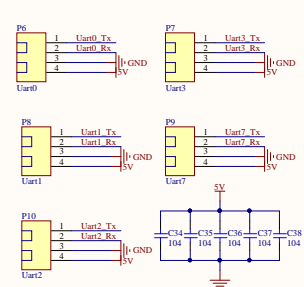 P6
1 Uart0_Tx
2 Uart0_Rx
3 GND
4 5V
Uart0
P7
1 Uart3_Tx
2 Uart3_Rx
3 GND
4 5V
Uart3
P8
1 Uart1_Tx
2 Uart1_Rx
3 GND
4 5V
Uart1
P9
1 Uart7_Tx
2 Uart7_Rx
3 GND
4 5V
Uart7
P10
1 Uart2_Tx
2 Uart2_Rx
3 GND
4 5V
Uart2
5V
C34 C35 C36 C37 C38
104 104 104 104 104